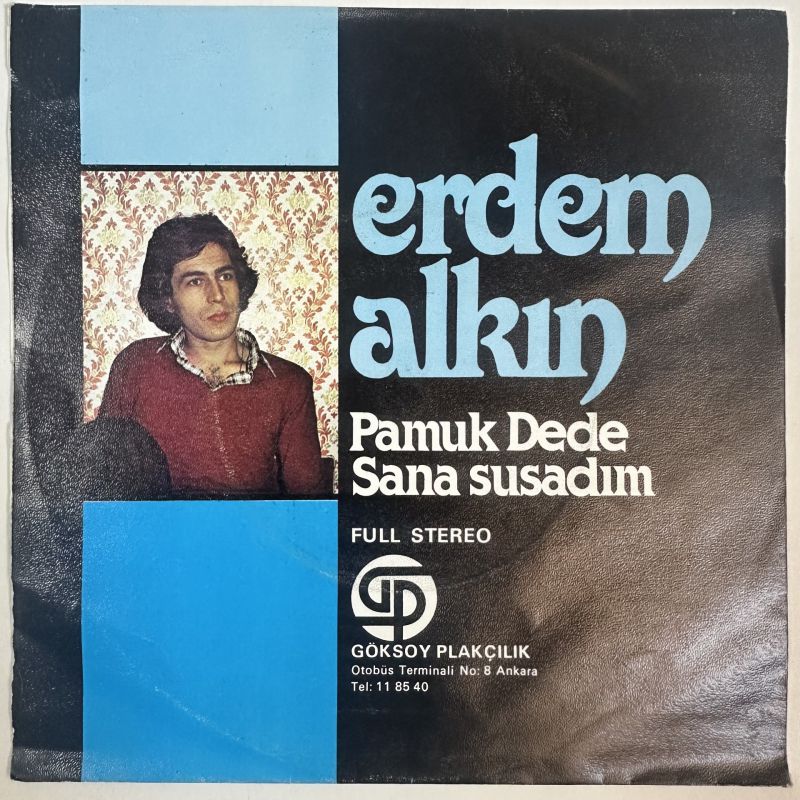 erdem
alkın
Pamuk Dede
Sana susadım
FULL STEREO
GP
GÖKSOY PLAKÇILIK
Otobüs Terminali No: 8 Ankara
Tel: 11 85 40